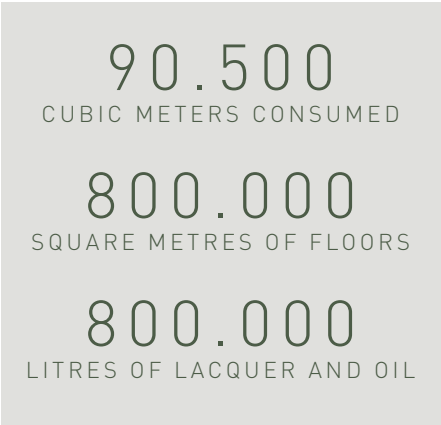 90.500
CUBIC METERS CONSUMED
800.000
SQUARE METRES OF FLOORS
800.000
LITRES OF LACQUER AND OIL